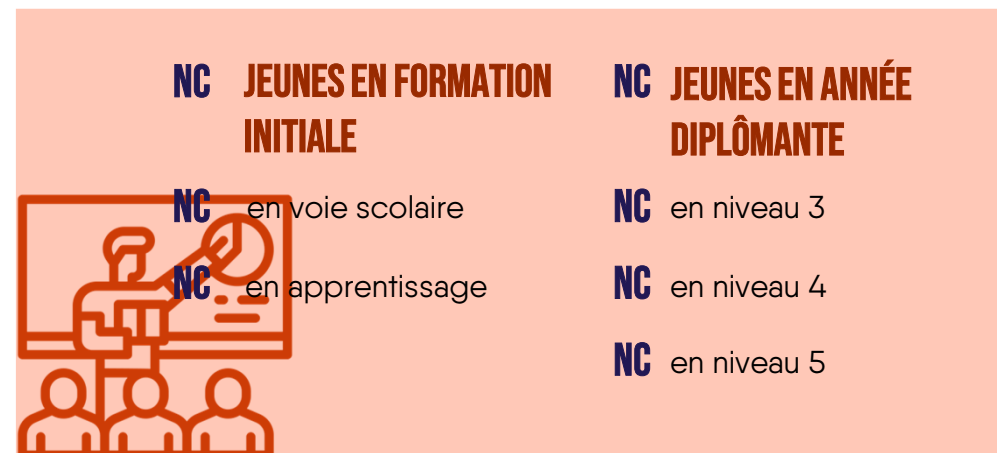 NC JEUNES EN FORMATION
INITIALE
NC en voie scolaire
NC en apprentissage
NC JEUNES EN ANNÉE
DIPLÔMANTE
NC en niveau 3
NC en niveau 4
NC en niveau 5